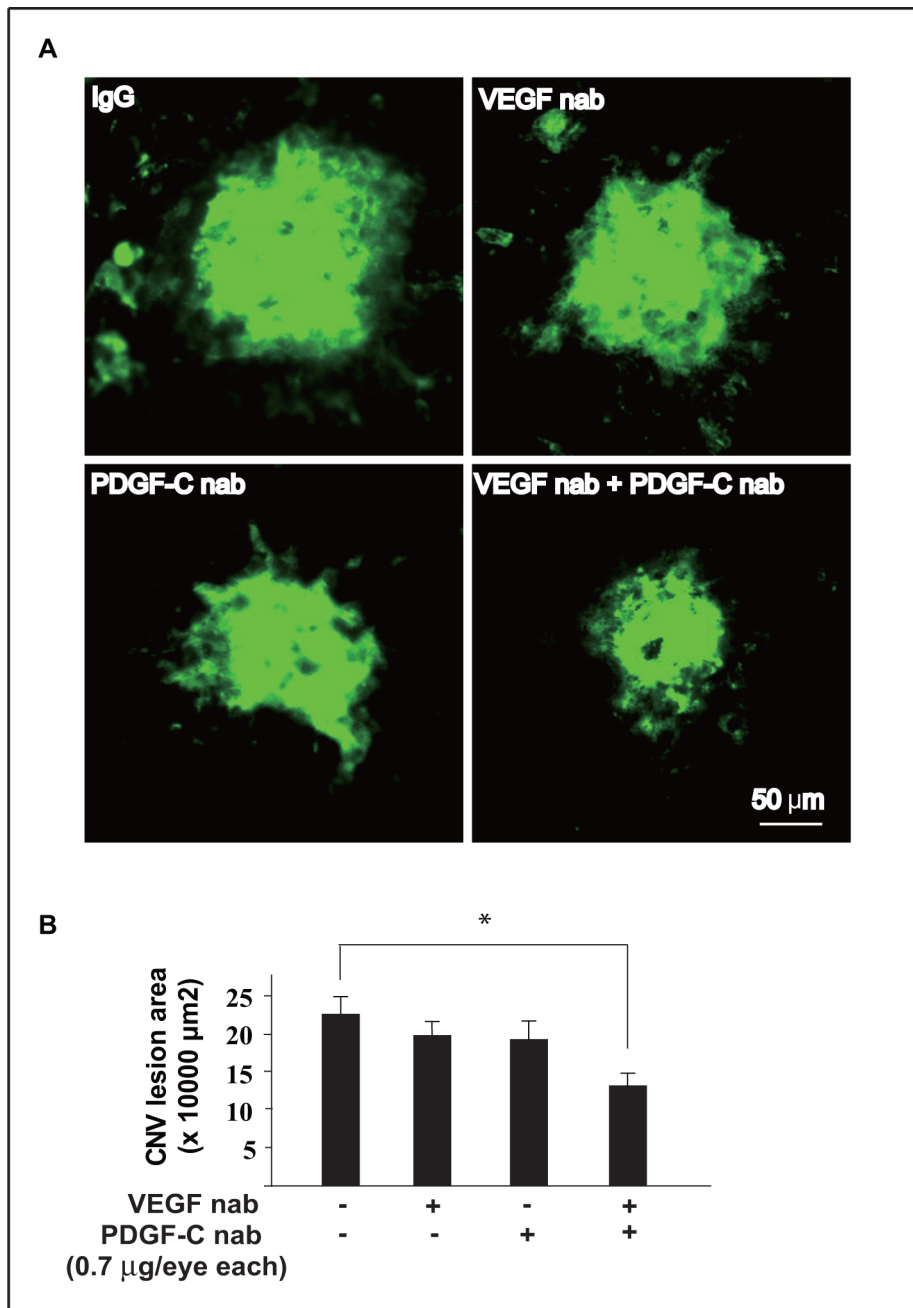 A
IgG
VEGF nab
PDGF-C nab
VEGF nab + PDGF-C nab
50 μm
B
*
CNV lesion area
(x 10000 μm2)
25
20
15
10
5
VEGF nab - + - +
PDGF-C nab - - + +
(0.7 μg/eye each)